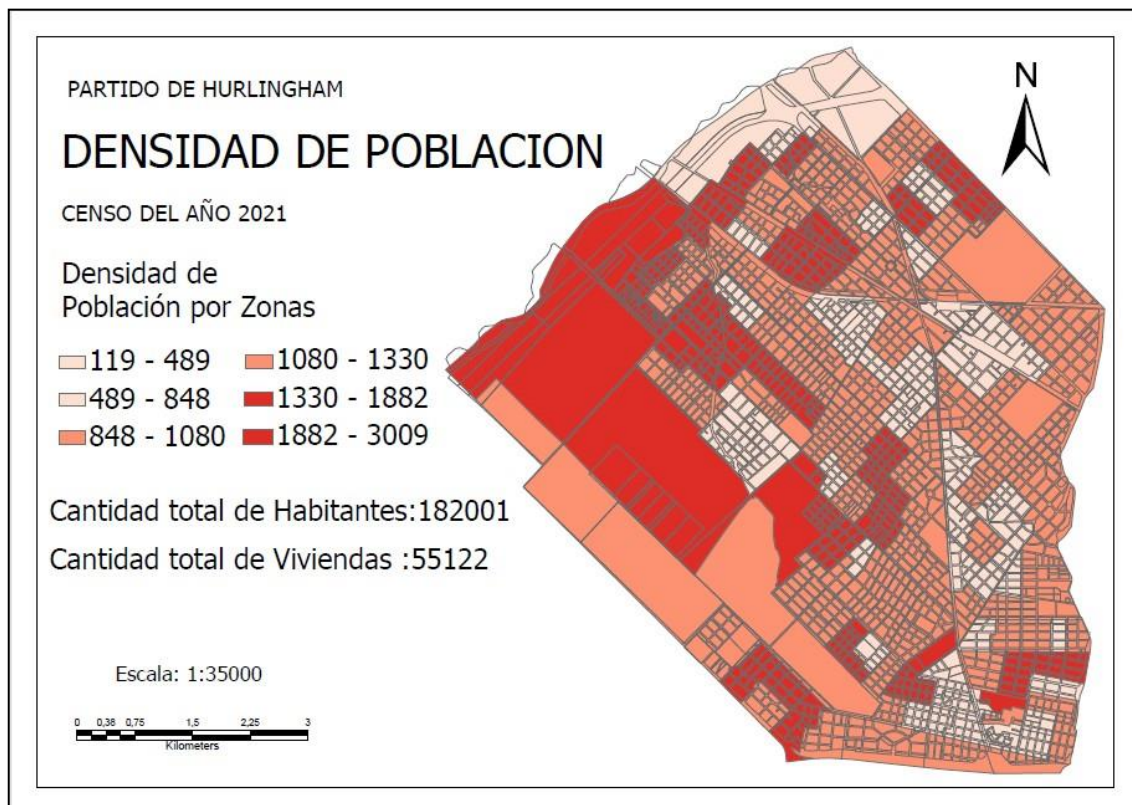 PARTIDO DE HURLINGHAM
DENSIDAD DE POBLACION
CENSO DEL AÑO 2021
Densidad de
Población por Zonas
119 - 489
1080 - 1330
489 - 848
1330 - 1882
848 - 1080
1882 - 3009
Cantidad total de Habitantes:182001
Cantidad total de Viviendas :55122
Escala: 1:35000
0 0,38 0,75 1,5 2,25 3
Kilometers
N